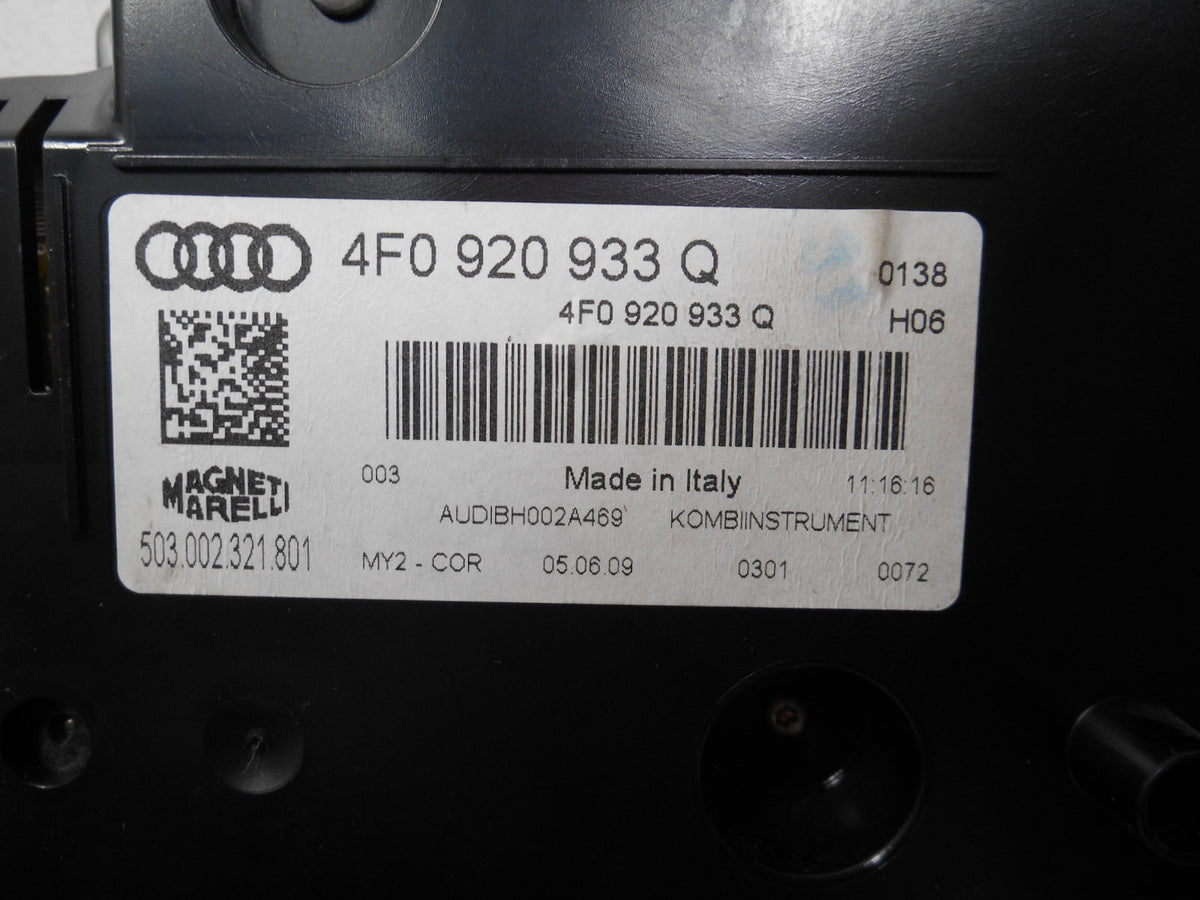 4F0 920 933 Q 0138
4F0 920 933 Q H06
003 Made in Italy 11:16:16
MAGNETI
MARELLI
AUDIBH002A469 KOMBIINSTRUMENT
503.002.321.801 MY2 - COR 05.06.09 0301 0072